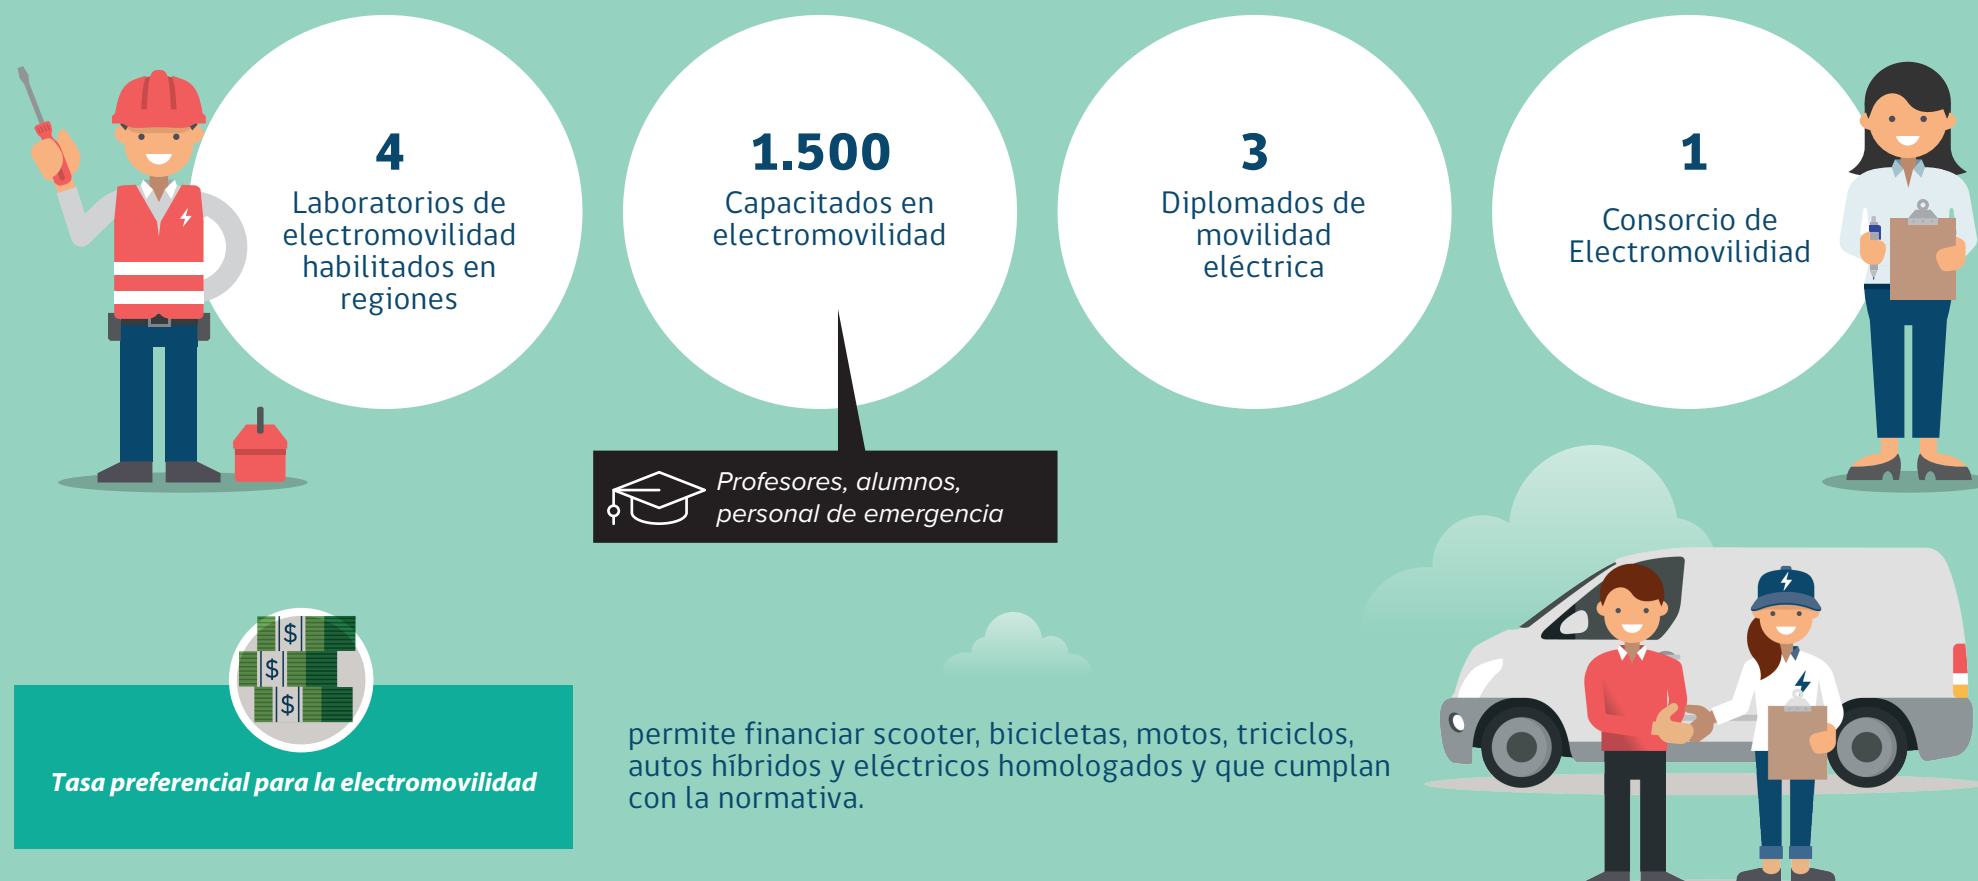 4
Laboratorios de
electromovilidad
habilitados en
regiones
1.500
Capacitados en
electromovilidad
3
Diplomados de
movilidad
eléctrica
1
Consorcio de
Electromovilidiad
Profesores, alumnos,
personal de emergencia
$
$
$
Tasa preferencial para la electromovilidad
permite financiar scooter, bicicletas, motos, triciclos,
autos híbridos y eléctricos homologados y que cumplan
con la normativa.